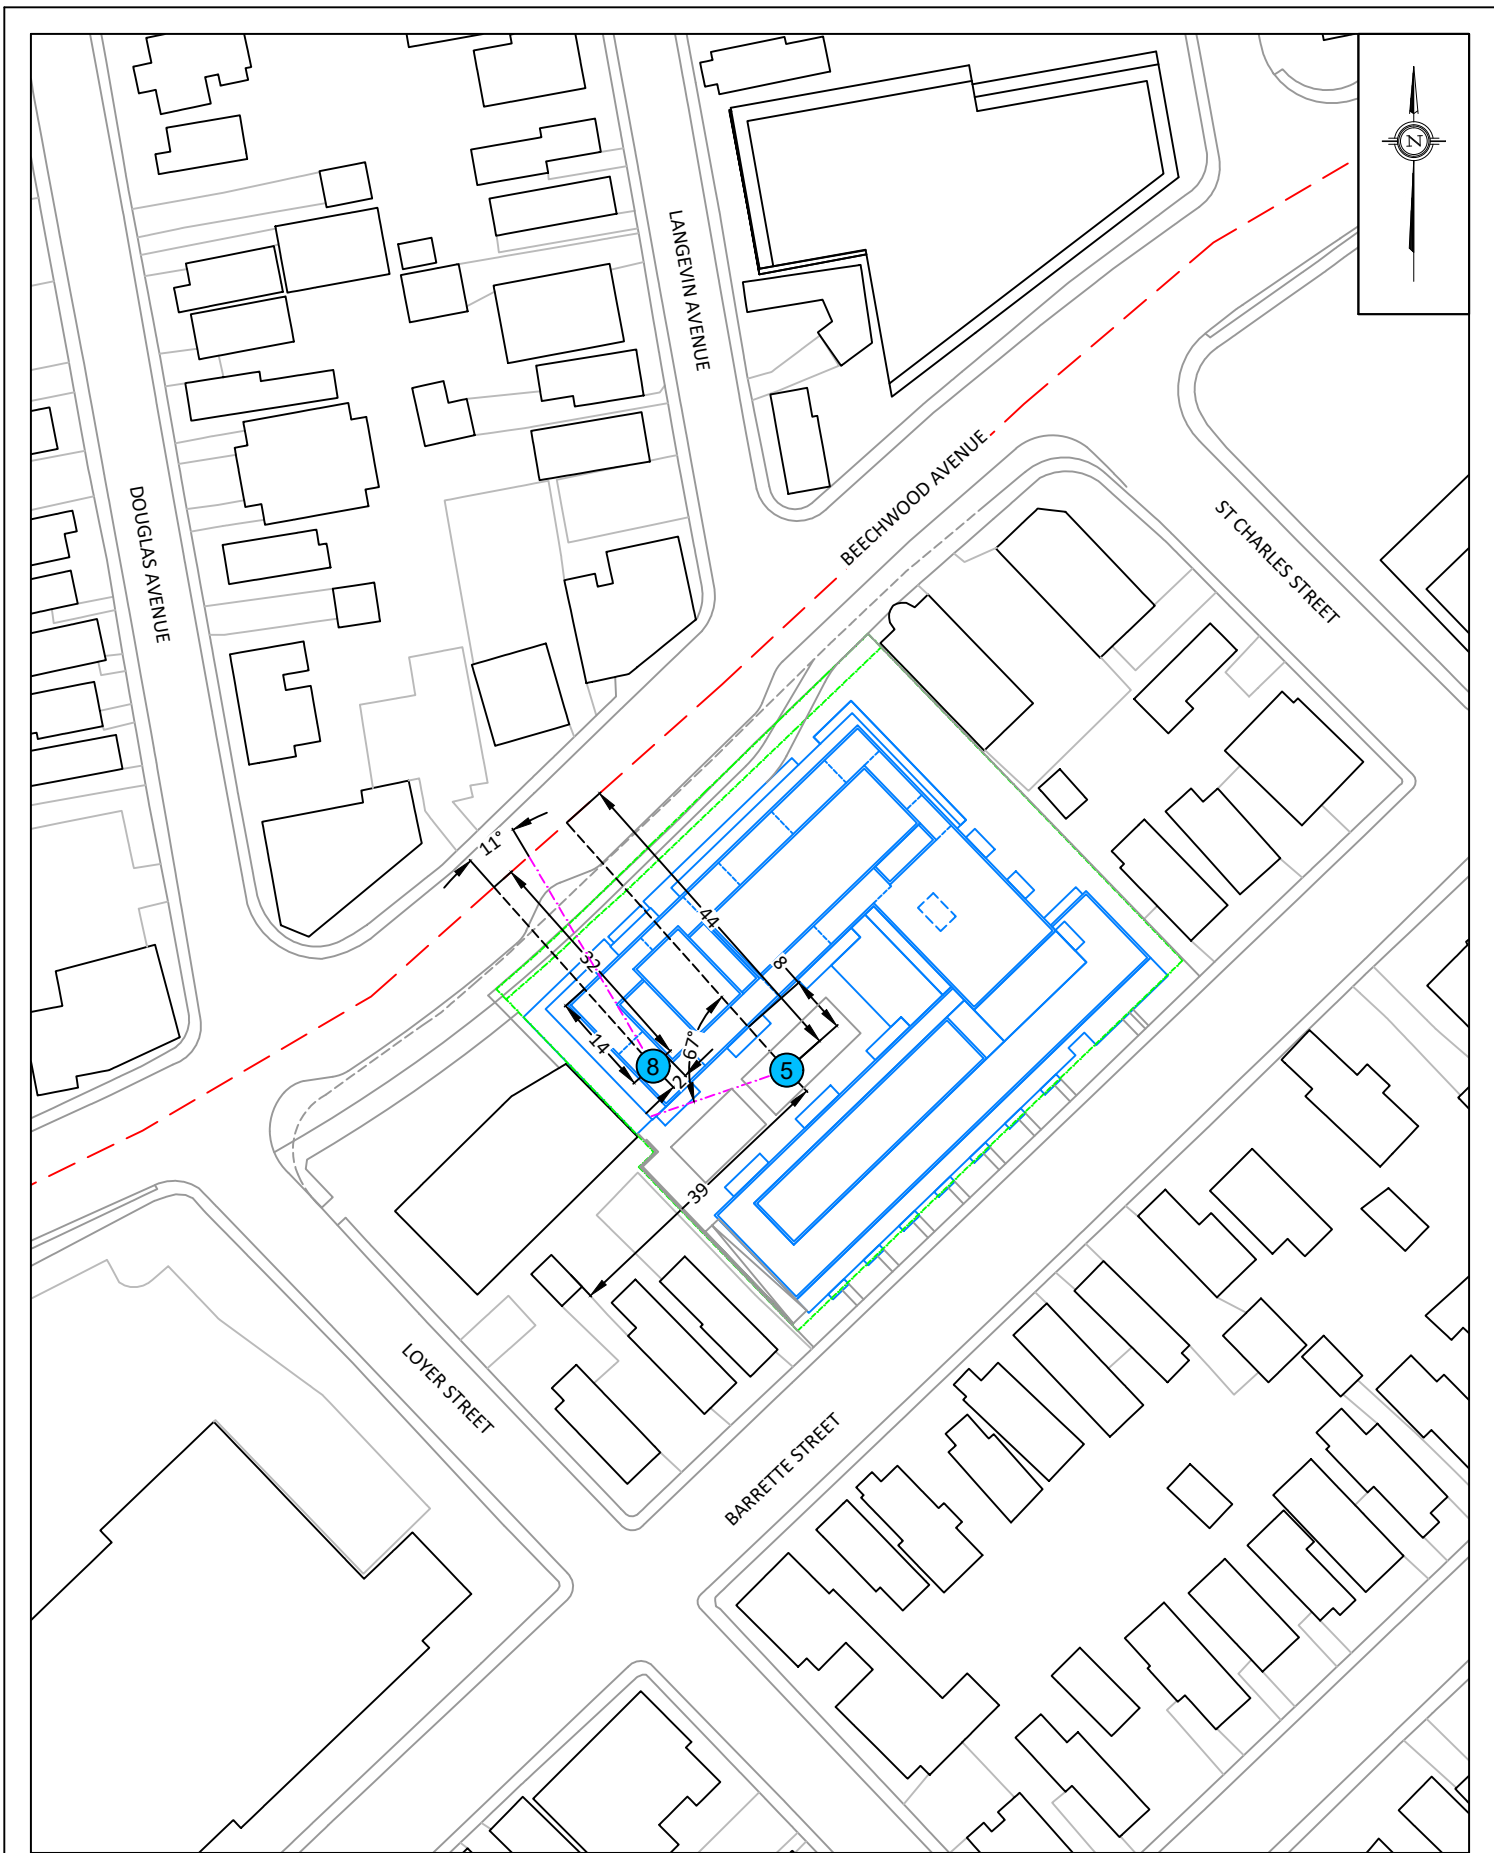 N
LANGEVIN AVENUE
DOUGLAS AVENUE
BEECHWOOD AVENUE
ST CHARLES STREET
11°
44
32
8
14
67°
8
2
5
39
LOYER STREET
BARRETTE STREET